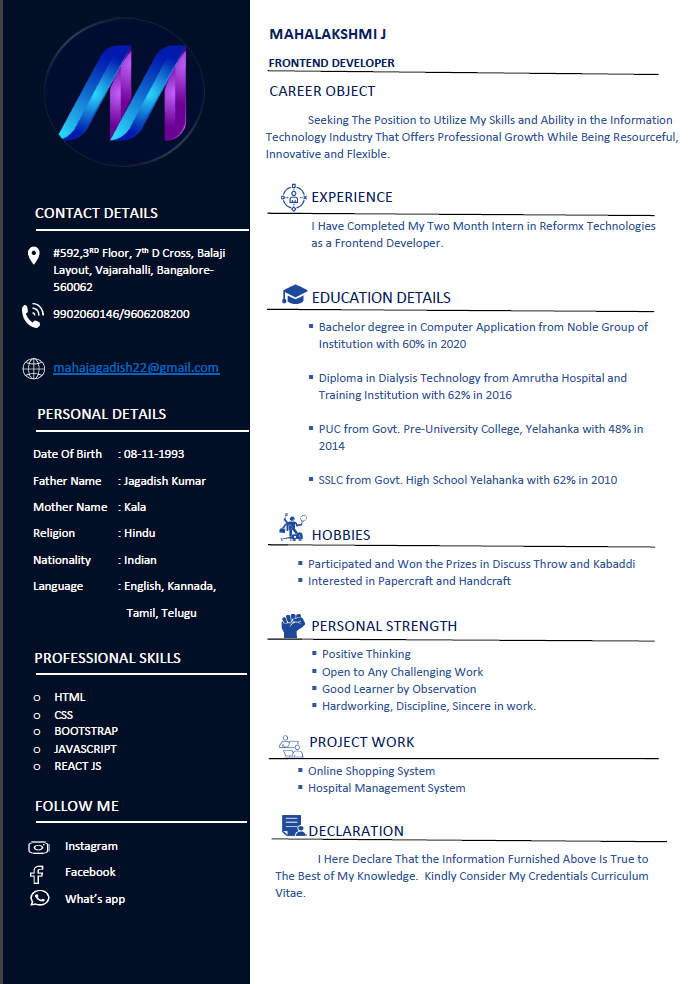 CONTACT DETAILS
#592,3RD Floor, 7th D Cross, Balaji
Layout, Vajarahalli, Bangalore-
560062
9902060146/9606208200
mahajagadish22@gmail.com
PERSONAL DETAILS
Date Of Birth : 08-11-1993
Father Name : Jagadish Kumar
Mother Name : Kala
Religion : Hindu
Nationality : Indian
Language : English, Kannada,
Tamil, Telugu
PROFESSIONAL SKILLS
o HTML
o CSS
o BOOTSTRAP
o JAVASCRIPT
o REACT JS
FOLLOW ME
Instagram
Facebook
What's app
MAHALAKSHMI J
FRONTEND DEVELOPER
CAREER OBJECT
Seeking The Position to Utilize My Skills and Ability in the Information
Technology Industry That Offers Professional Growth While Being Resourceful,
Innovative and Flexible.
EXPERIENCE
I Have Completed My Two Month Intern in Reformx Technologies
as a Frontend Developer.
EDUCATION DETAILS
▪ Bachelor degree in Computer Application from Noble Group of
Institution with 60% in 2020
▪ Diploma in Dialysis Technology from Amrutha Hospital and
Training Institution with 62% in 2016
▪ PUC from Govt. Pre-University College, Yelahanka with 48% in
2014
▪ SSLC from Govt. High School Yelahanka with 62% in 2010
HOBBIES
▪ Participated and Won the Prizes in Discuss Throw and Kabaddi
▪ Interested in Papercraft and Handcraft
PERSONAL STRENGTH
▪ Positive Thinking
▪ Open to Any Challenging Work
▪ Good Learner by Observation
▪ Hardworking, Discipline, Sincere in work.
PROJECT WORK
▪ Online Shopping System
▪ Hospital Management System
DECLARATION
I Here Declare That the Information Furnished Above Is True to
The Best of My Knowledge. Kindly Consider My Credentials Curriculum
Vitae.